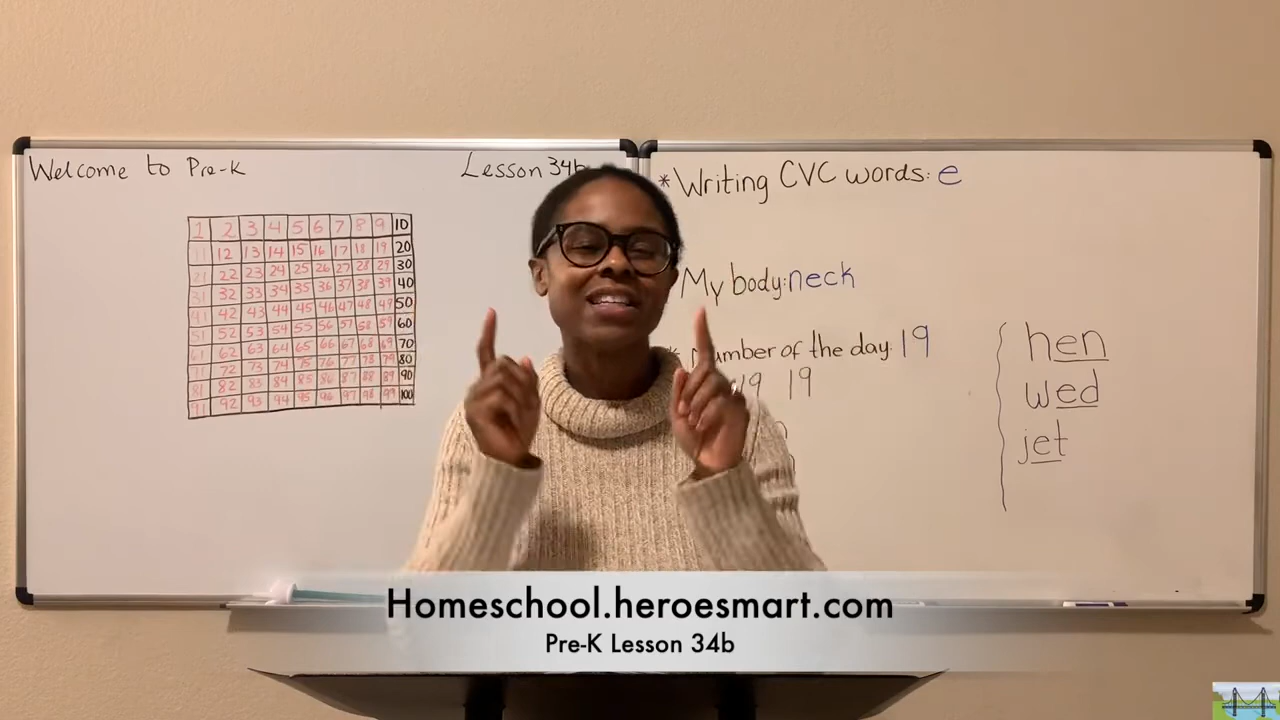 Welcome to Pre-K
Lesson 34b
1 2 3 4 5 6 7 8 9 10
11 12 13 14 15 16 17 18 19 20
21 22 23 24 25 26 27 28 29 30
31 32 33 34 35 36 37 38 39 40
41 42 43 44 45 46 47 48 49 50
51 52 53 54 55 56 57 58 59 60
61 62 63 64 65 66 67 68 69 70
71 72 73 74 75 76 77 78 79 80
81 82 83 84 85 86 87 88 89 90
91 92 93 94 95 96 97 98 99 100
*Writing CVC words: e
My body: neck
* Number of the day: 19
19 19
hen
wed
jet
Homeschool.heroesmart.com
Pre-K Lesson 34b